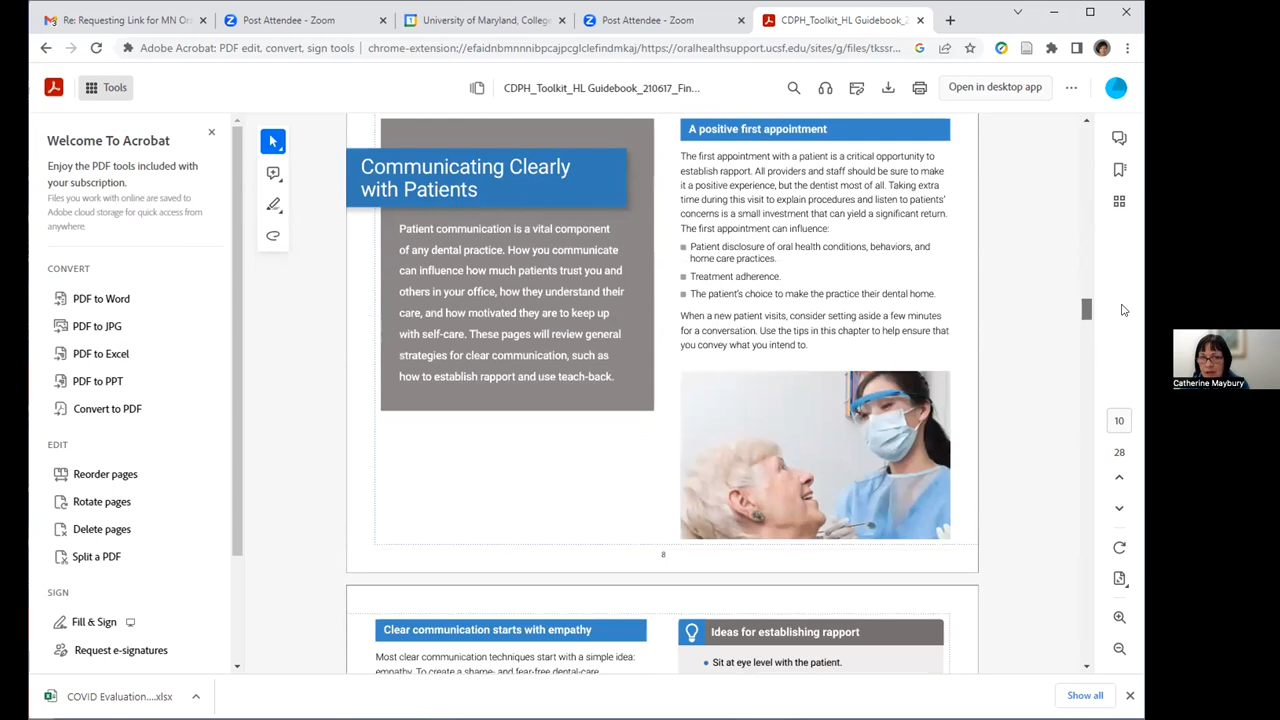 Re: Requesting Link for MN Or
Post Attendee - Zoom
University of Maryland, College
Post Attendee - Zoom
CDPH_Toolkit_HL Guidebook_2
Adobe Acrobat: PDF edit, convert, sign tools
chrome-extension://efaidnbmnnnibpcajpcglclefindmkaj/https://oralhealthsupport.ucsf.edu/sites/g/files/tkssr...
Tools
CDPH_Toolkit_HL Guidebook_210617_Fin...
Open in desktop app
Welcome To Acrobat
Enjoy the PDF tools included with
your subscription.
Files you work with online are saved to
Adobe cloud storage for quick access from
anywhere.
CONVERT
PDF to Word
PDF to JPG
PDF to Excel
PDF to PPT
Convert to PDF
EDIT
Reorder pages
Rotate pages
Delete pages
Split a PDF
SIGN
Fill & Sign
Request e-signatures
Communicating Clearly
with Patients
Patient communication is a vital component
of any dental practice. How you communicate
can influence how much patients trust you and
others in your office, how they understand their
care, and how motivated they are to keep up
with self-care. These pages will review general
strategies for clear communication, such as
how to establish rapport and use teach-back.
A positive first appointment
The first appointment with a patient is a critical opportunity to
establish rapport. All providers and staff should be sure to make
it a positive experience, but the dentist most of all. Taking extra
time during this visit to explain procedures and listen to patients'
concerns is a small investment that can yield a significant return.
The first appointment can influence:
Patient disclosure of oral health conditions, behaviors, and
home care practices.
Treatment adherence.
The patient's choice to make the practice their dental home.
When a new patient visits, consider setting aside a few minutes
for a conversation. Use the tips in this chapter to help ensure that
you convey what you intend to.
8
Clear communication starts with empathy
Most clear communication techniques start with a simple idea:
empathy. To create a shame- and fear-free dental-care
Ideas for establishing rapport
Sit at eye level with the patient.
10
28
Catherine Maybury
COVID Evaluation....xlsx
Show all